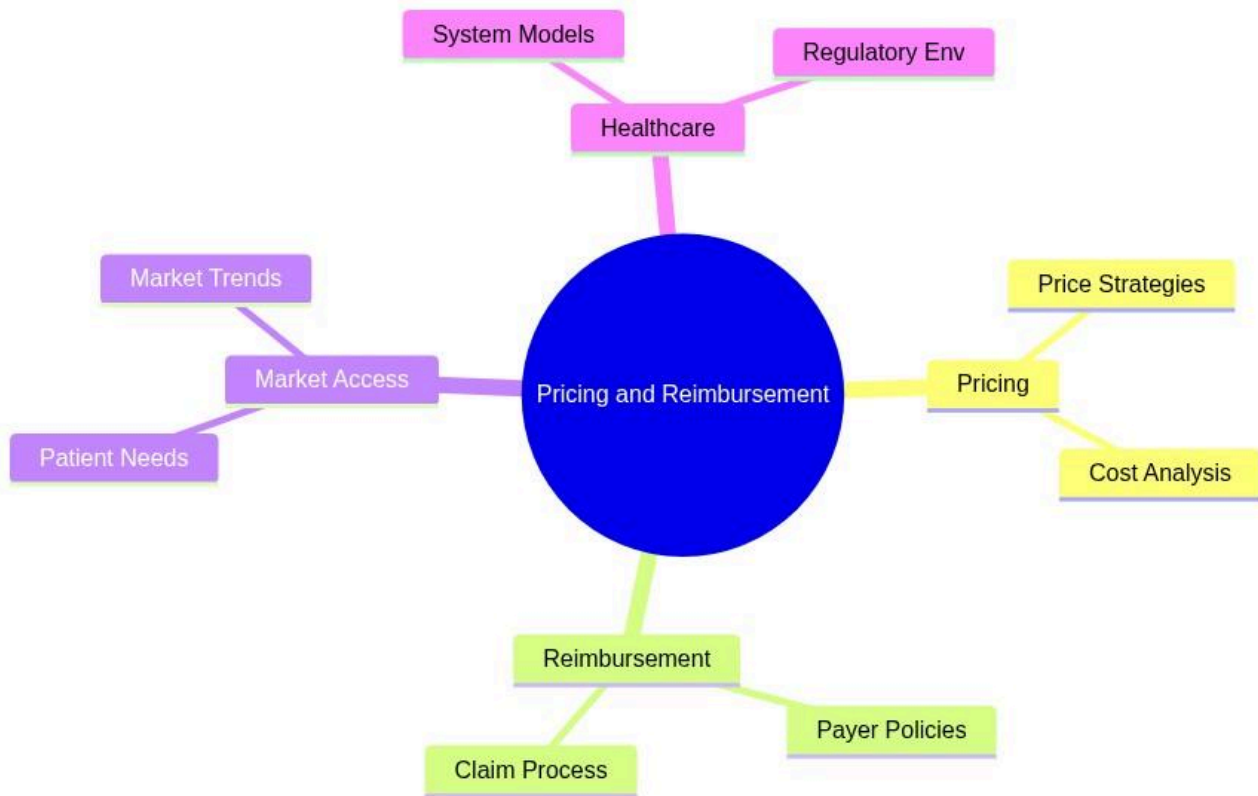 System Models
Regulatory Env
Healthcare
Market Trends
Price Strategies
Market Access
Pricing and Reimbursement
Pricing
Patient Needs
Cost Analysis
Reimbursement
Payer Policies
Claim Process